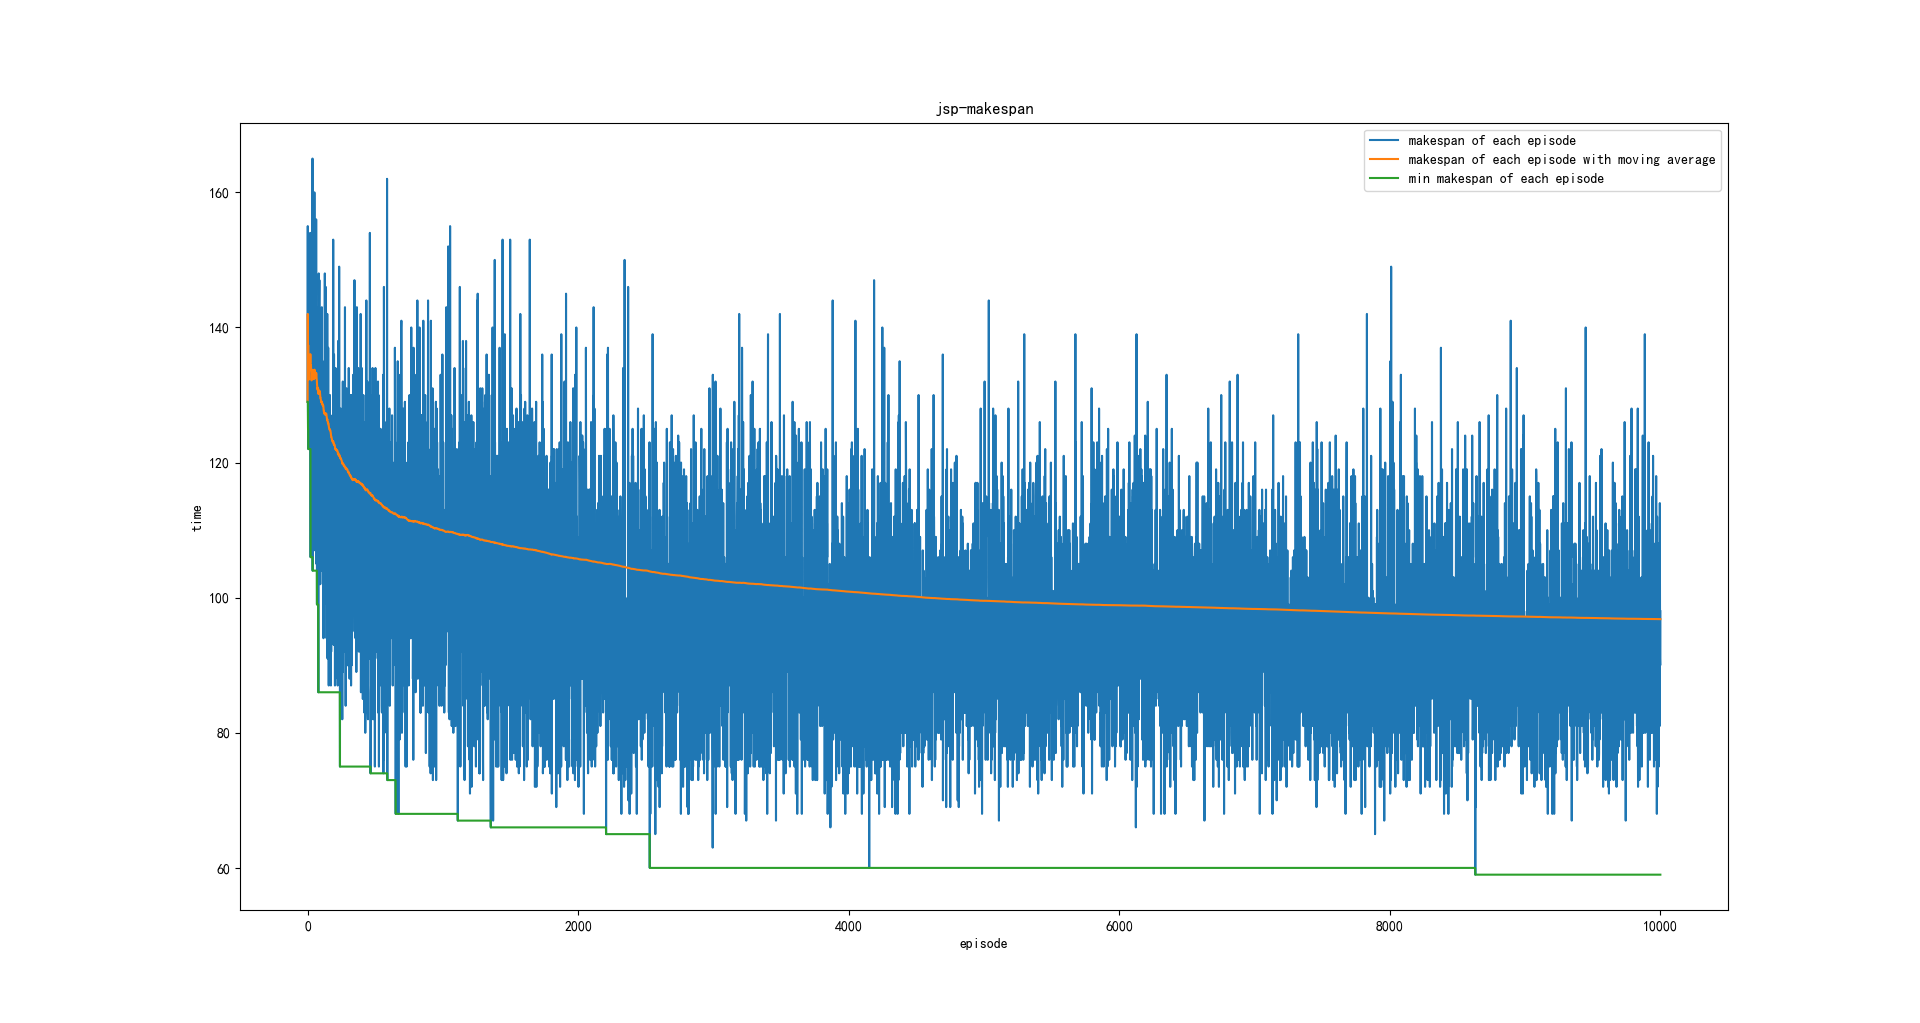 jsp-makespan
makespan of each episode
makespan of each episode with moving average
min makespan of each episode
160
140
120
100
80
60
time
0
2000
4000
6000
8000
10000
episode